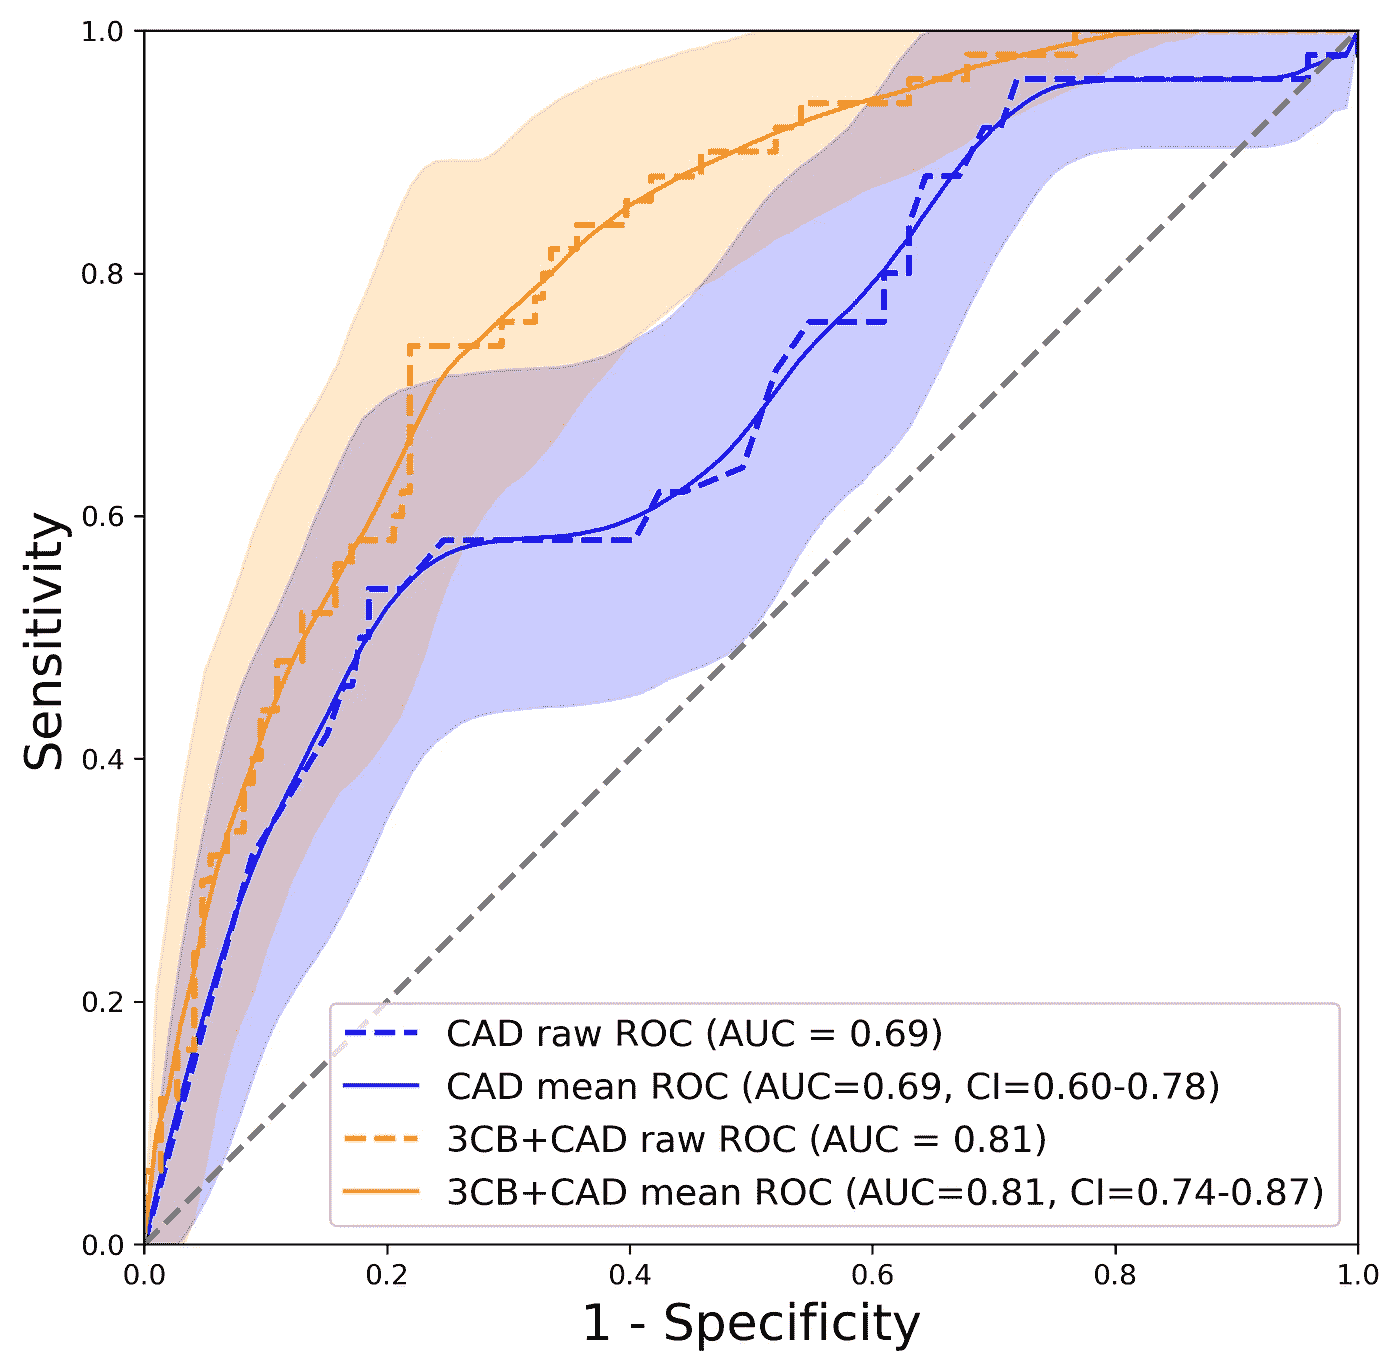 1.0
0.8
0.6
0.4
0.2
0.0
Sensitivity
CAD raw ROC (AUC = 0.69)
CAD mean ROC (AUC=0.69, CI=0.60-0.78)
3CB+CAD raw ROC (AUC = 0.81)
3CB+CAD mean ROC (AUC=0.81, CI=0.74-0.87)
0.0 0.2 0.4 0.6 0.8 1.0
1 - Specificity